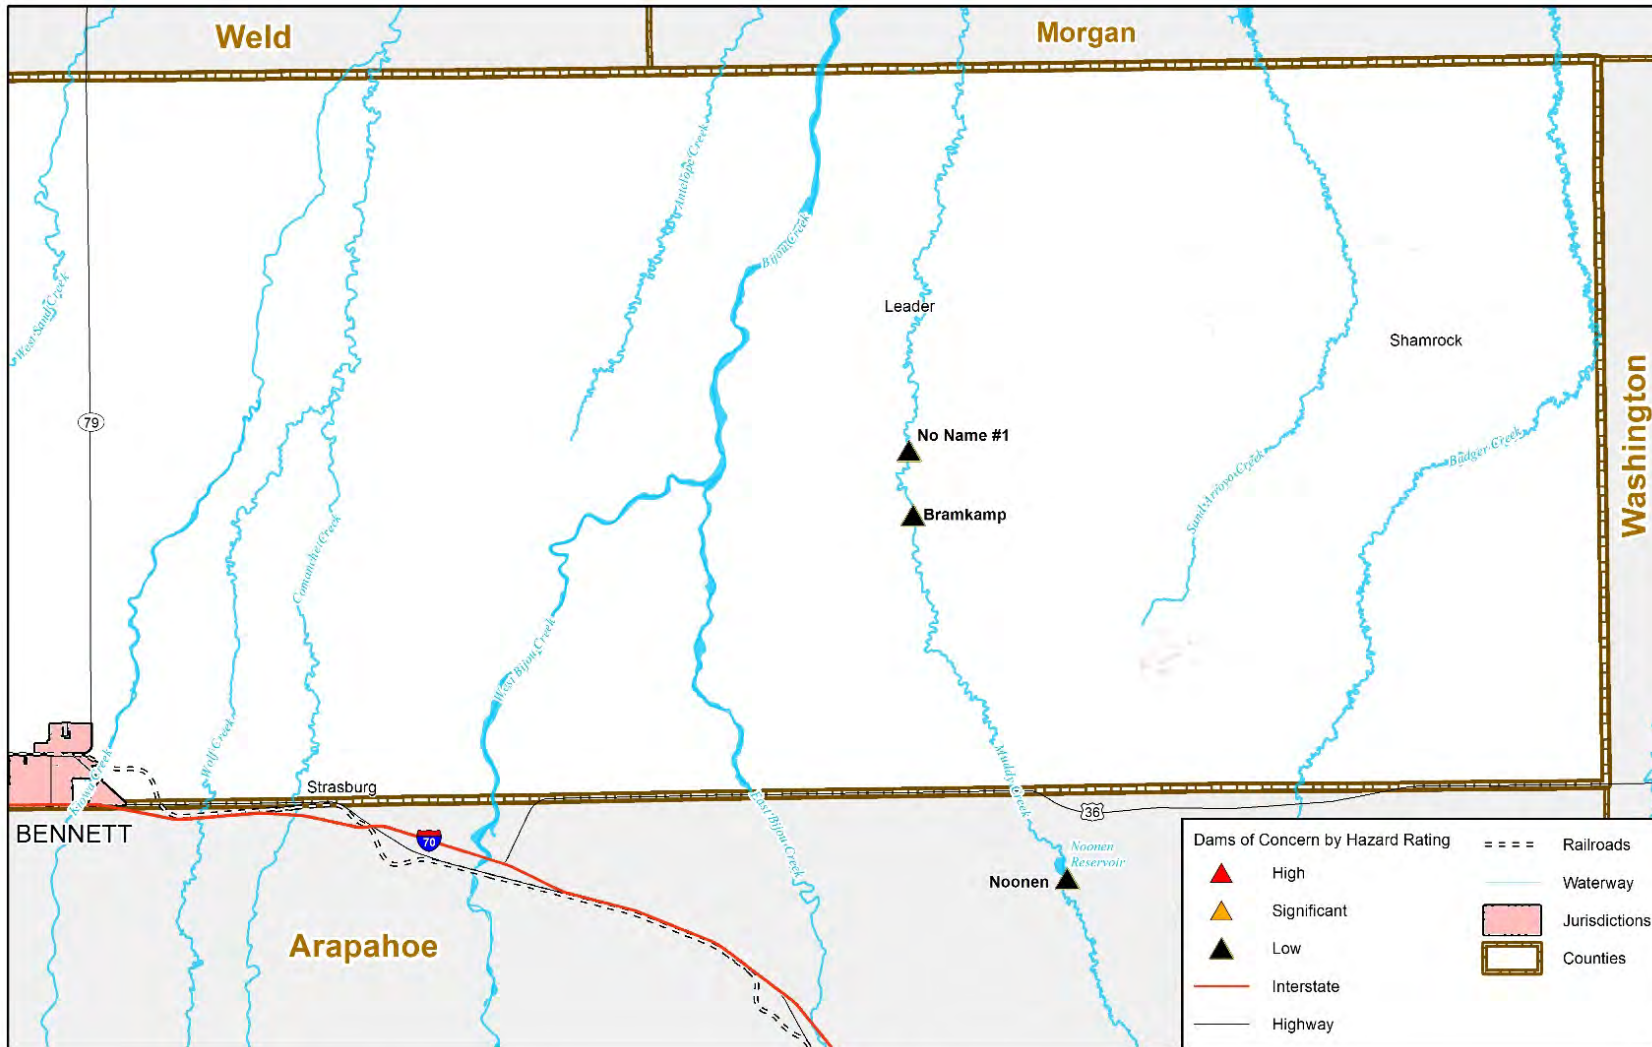 Weld
Morgan
Antelope Creek
Bijou Creek
West Sand Creek
Leader
Shamrock
Washington
79
No Name #1
Badger Creek
Sand Arroyo Creek
Bramkamp
Comanche Creek
West Bijou Creek
Wolf Creek
Kiowa Creek
Muddy Creek
Strasburg
East Bijou Creek
36
BENNETT
70
Noonen
Reservoir
Noonen
Arapahoe
Dams of Concern by Hazard Rating
High
Significant
Low
Interstate
Highway
Railroads
Waterway
Jurisdictions
Counties